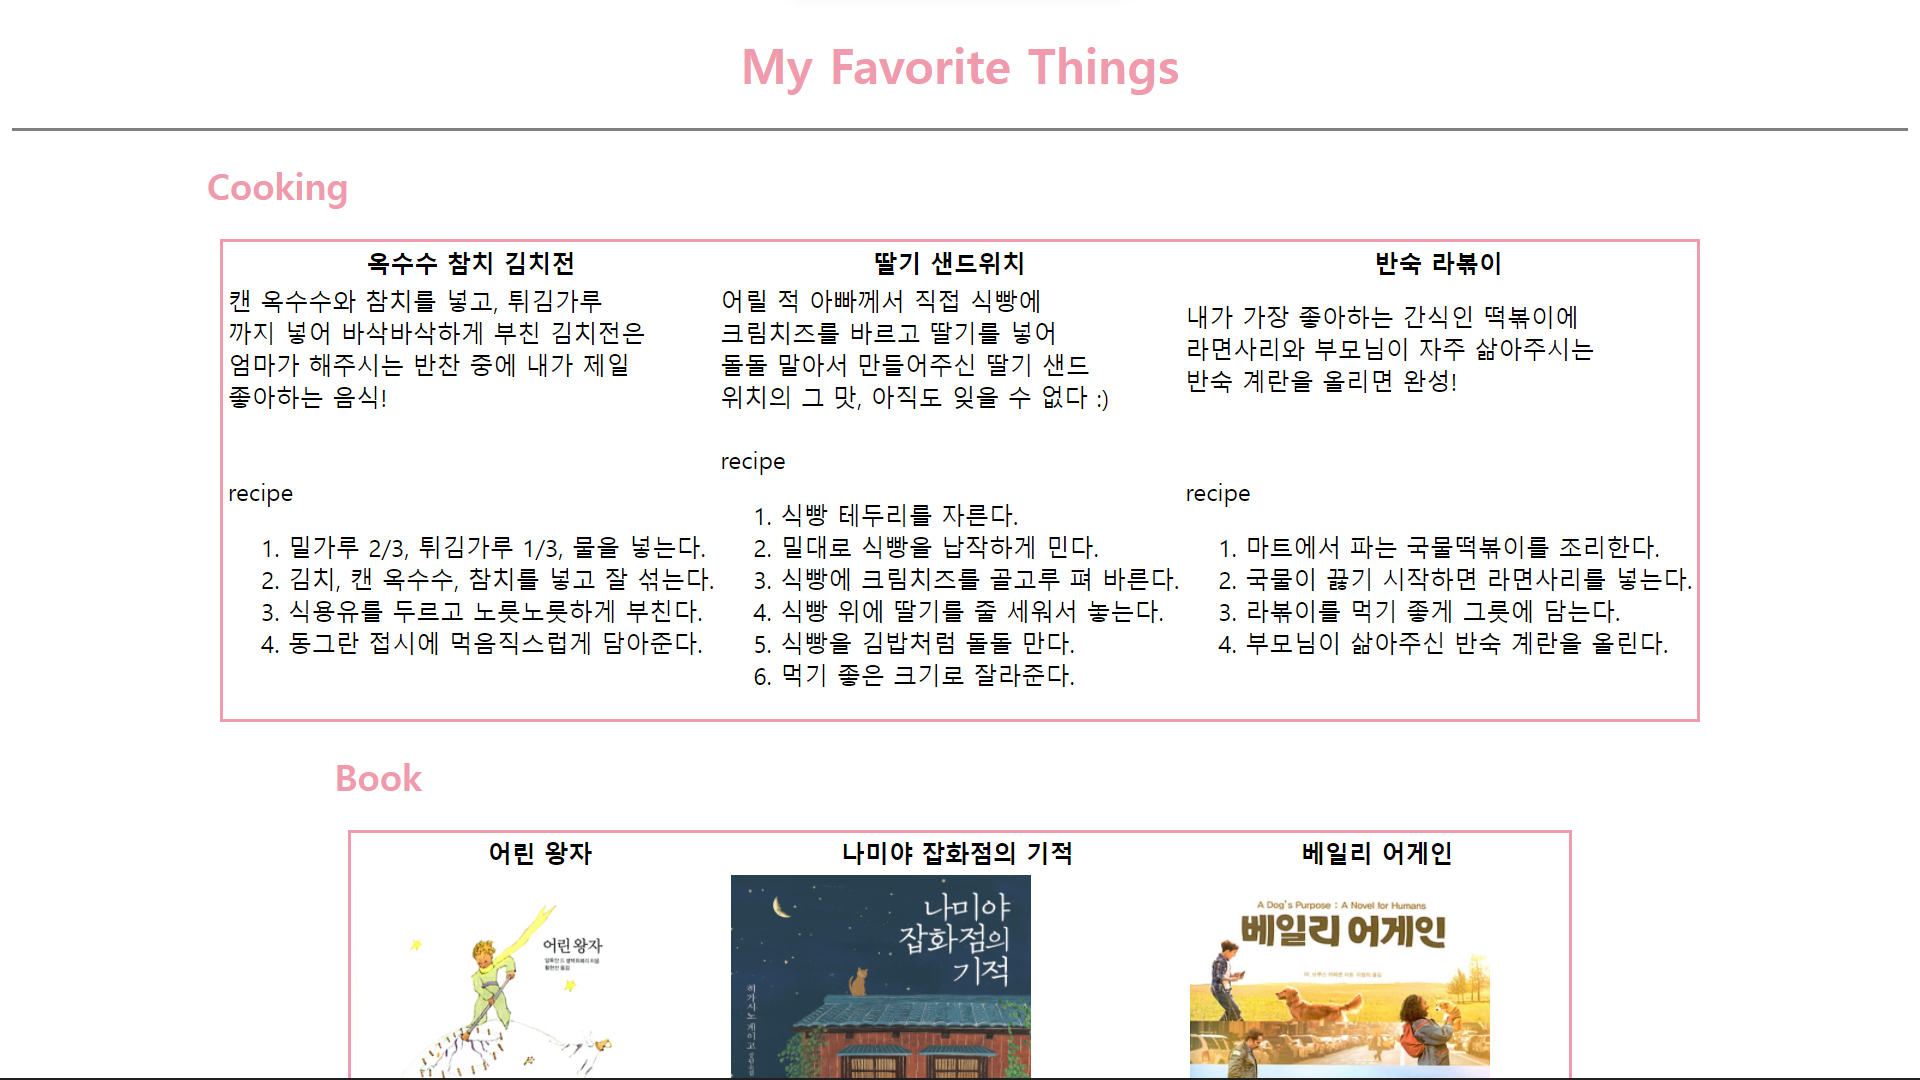 My Favorite Things
Cooking
옥수수 참치 김치전
캔 옥수수와 참치를 넣고, 튀김가루
까지 넣어 바삭바삭하게 부친 김치전은
엄마가 해주시는 반찬 중에 내가 제일
좋아하는 음식!
recipe
1. 밀가루 2/3, 튀김가루 1/3, 물을 넣는다.
2. 김치, 캔 옥수수, 참치를 넣고 잘 섞는다.
3. 식용유를 두르고 노릇노릇하게 부친다.
4. 동그란 접시에 먹음직스럽게 담아준다.
딸기 샌드위치
어릴 적 아빠께서 직접 식빵에
크림치즈를 바르고 딸기를 넣어
돌돌 말아서 만들어주신 딸기 샌드
위치의 그 맛, 아직도 잊을 수 없다 :)
recipe
1. 식빵 테두리를 자른다.
2. 밀대로 식빵을 납작하게 민다.
3. 식빵에 크림치즈를 골고루 펴 바른다.
4. 식빵 위에 딸기를 줄 세워서 놓는다.
5. 식빵을 김밥처럼 돌돌 만다.
6. 먹기 좋은 크기로 잘라준다.
반숙 라볶이
내가 가장 좋아하는 간식인 떡볶이에
라면사리와 부모님이 자주 삶아주시는
반숙 계란을 올리면 완성!
recipe
1. 마트에서 파는 국물떡볶이를 조리한다.
2. 국물이 끓기 시작하면 라면사리를 넣는다.
3. 라볶이를 먹기 좋게 그릇에 담는다.
4. 부모님이 삶아주신 반숙 계란을 올린다.
Book
어린 왕자
어린 왕자
나미야 잡화점의 기적
나미야
잡화점의
기적
히가시노 게이고
베일리 어게인
A Dog's Purpose : A Novel for Humans
베일리 어게인